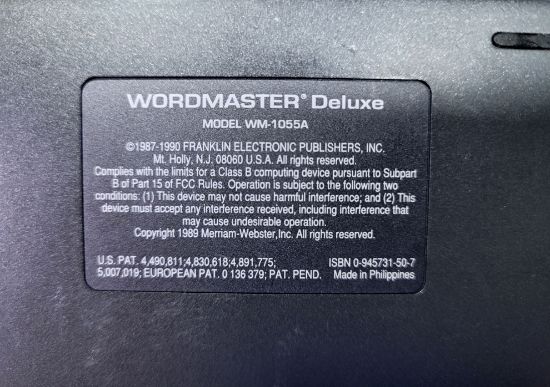 WORDMASTER® Deluxe
MODEL WM-1055A
©1987-1990 FRANKLIN ELECTRONIC PUBLISHERS, INC.
Mt. Holly, N.J. 08060 U.S.A. All rights reserved.
Complies with the limits for a Class B computing device pursuant to Subpart
B of Part 15 of FCC Rules. Operation is subject to the following two
conditions: (1) This device may not cause harmful interference; and (2) This
device must accept any interference received, including interference that
may cause undesirable operation.
Copyright 1989 Merriam-Webster,Inc. All rights reserved.
U.S. PAT. 4,490,811;4,830,618;4,891,775; ISBN 0-945731-50-7
5,007,019; EUROPEAN PAT. 0 136 379; PAT. PEND. Made in Philippines